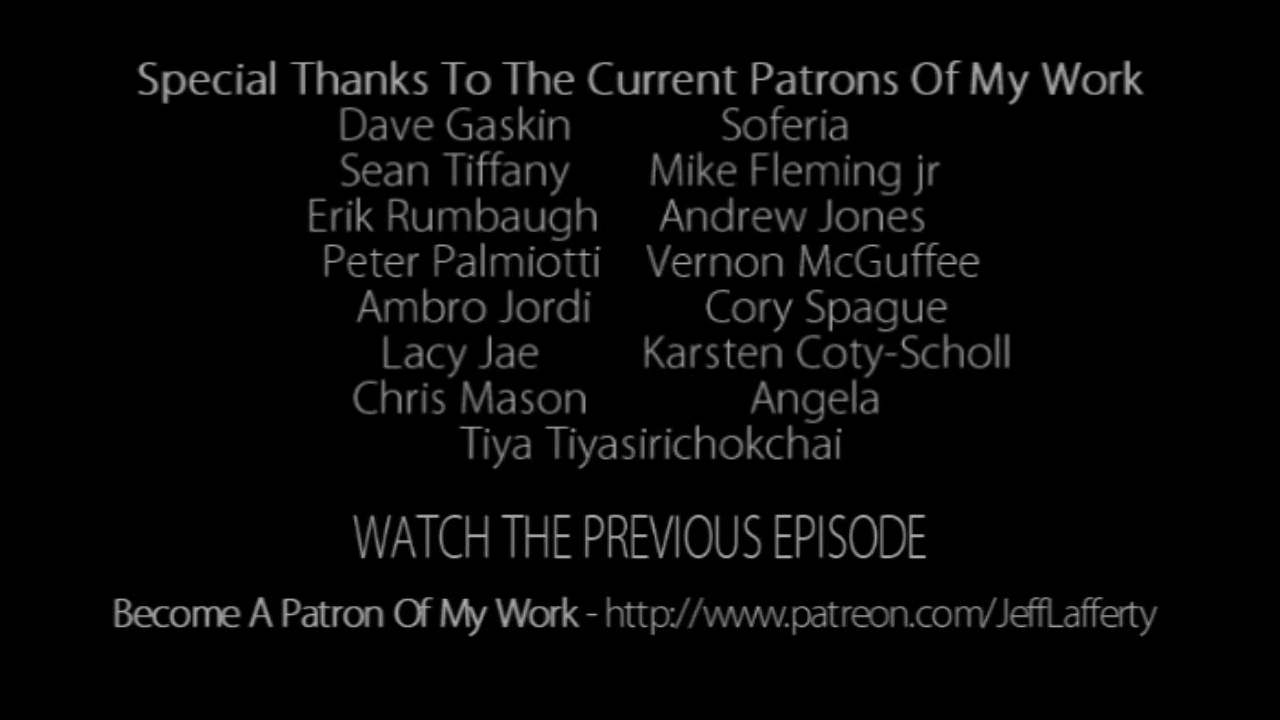 Special Thanks To The Current Patrons Of My Work
Dave Gaskin Soferia
Sean Tiffany Mike Fleming jr
Erik Rumbaugh Andrew Jones
Peter Palmiotti Vernon McGuffee
Ambro Jordi Cory Spague
Lacy Jae Karsten Coty-Scholl
Chris Mason Angela
Tiya Tiyasirichokchai
WATCH THE PREVIOUS EPISODE
Become A Patron Of My Work - http://www.patreon.com/JeffLafferty